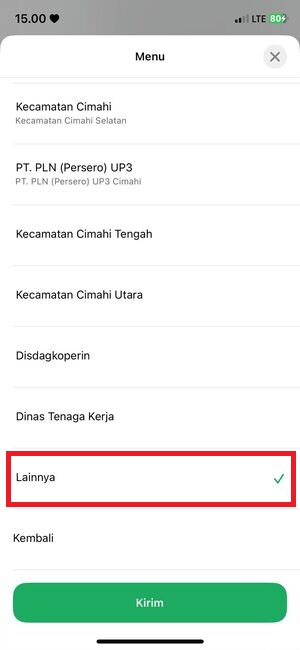 15.00 LTE 80
Menu
Kecamatan Cimahi
Kecamatan Cimahi Selatan
PT. PLN (Persero) UP3
PT. PLN (Persero) UP3 Cimahi
Kecamatan Cimahi Tengah
Kecamatan Cimahi Utara
Disdagkoperin
Dinas Tenaga Kerja
Lainnya
Kembali
Kirim